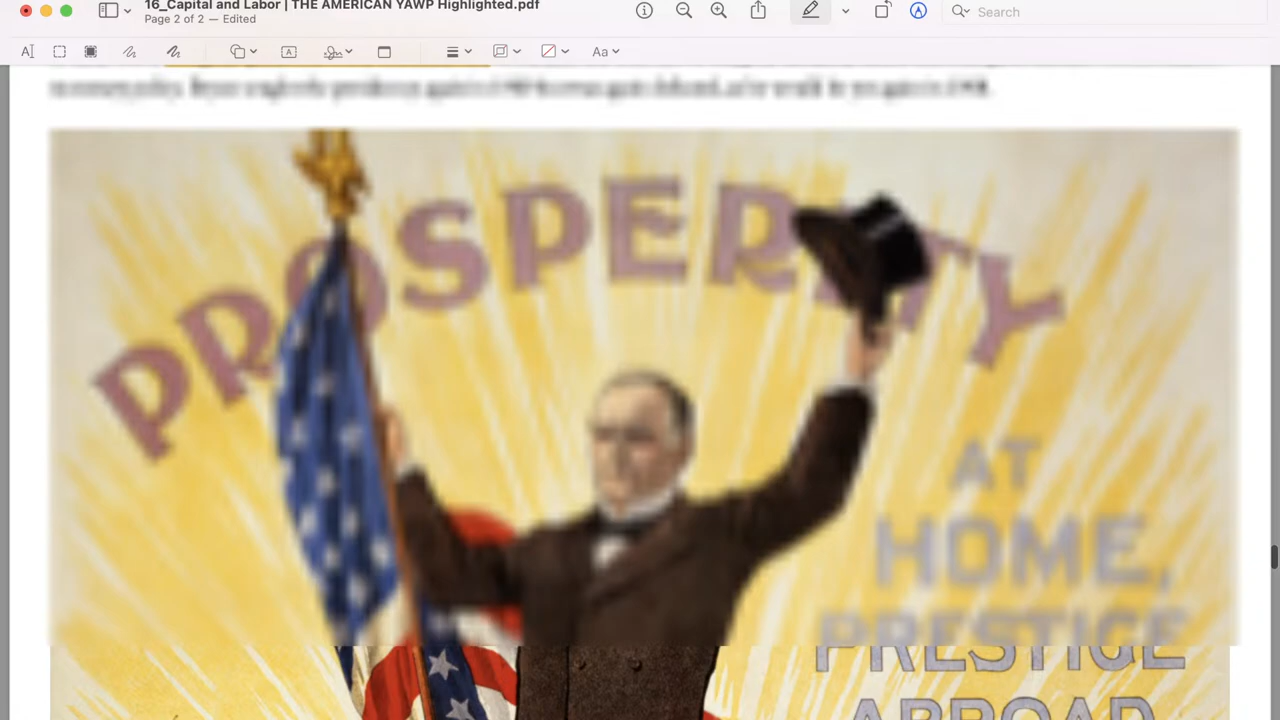 16_Capital and Labor | THE AMERICAN YAWP Highlighted.pdf
Page 2 of 2 — Edited
Search
Aa
PROSPERITY
AT
HOME,
PRESTIGE
ABROAD